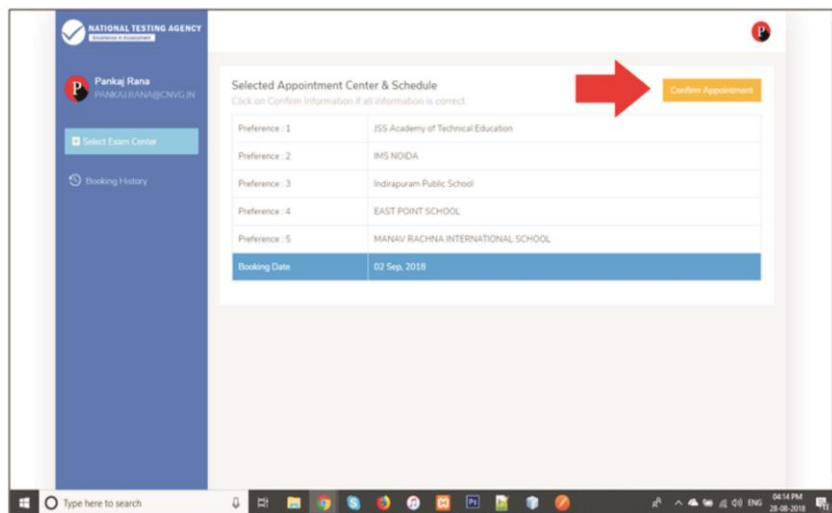 NATIONAL TESTING AGENCY
Excellence in Assessment
P
Pankaj Rana
PANKAJ.RANA@CNVG.IN
Select Exam Center
Booking History
Selected Appointment Center & Schedule
Click on Confirm Information if all information is correct.
Confirm Appointment
Preference : 1 JSS Academy of Technical Education
Preference : 2 IMS NOIDA
Preference : 3 Indirapuram Public School
Preference : 4 EAST POINT SCHOOL
Preference : 5 MANAV RACHNA INTERNATIONAL SCHOOL
Booking Date 02 Sep, 2018
P
Type here to search
Ps
ENG
04:14 PM
28-08-2018